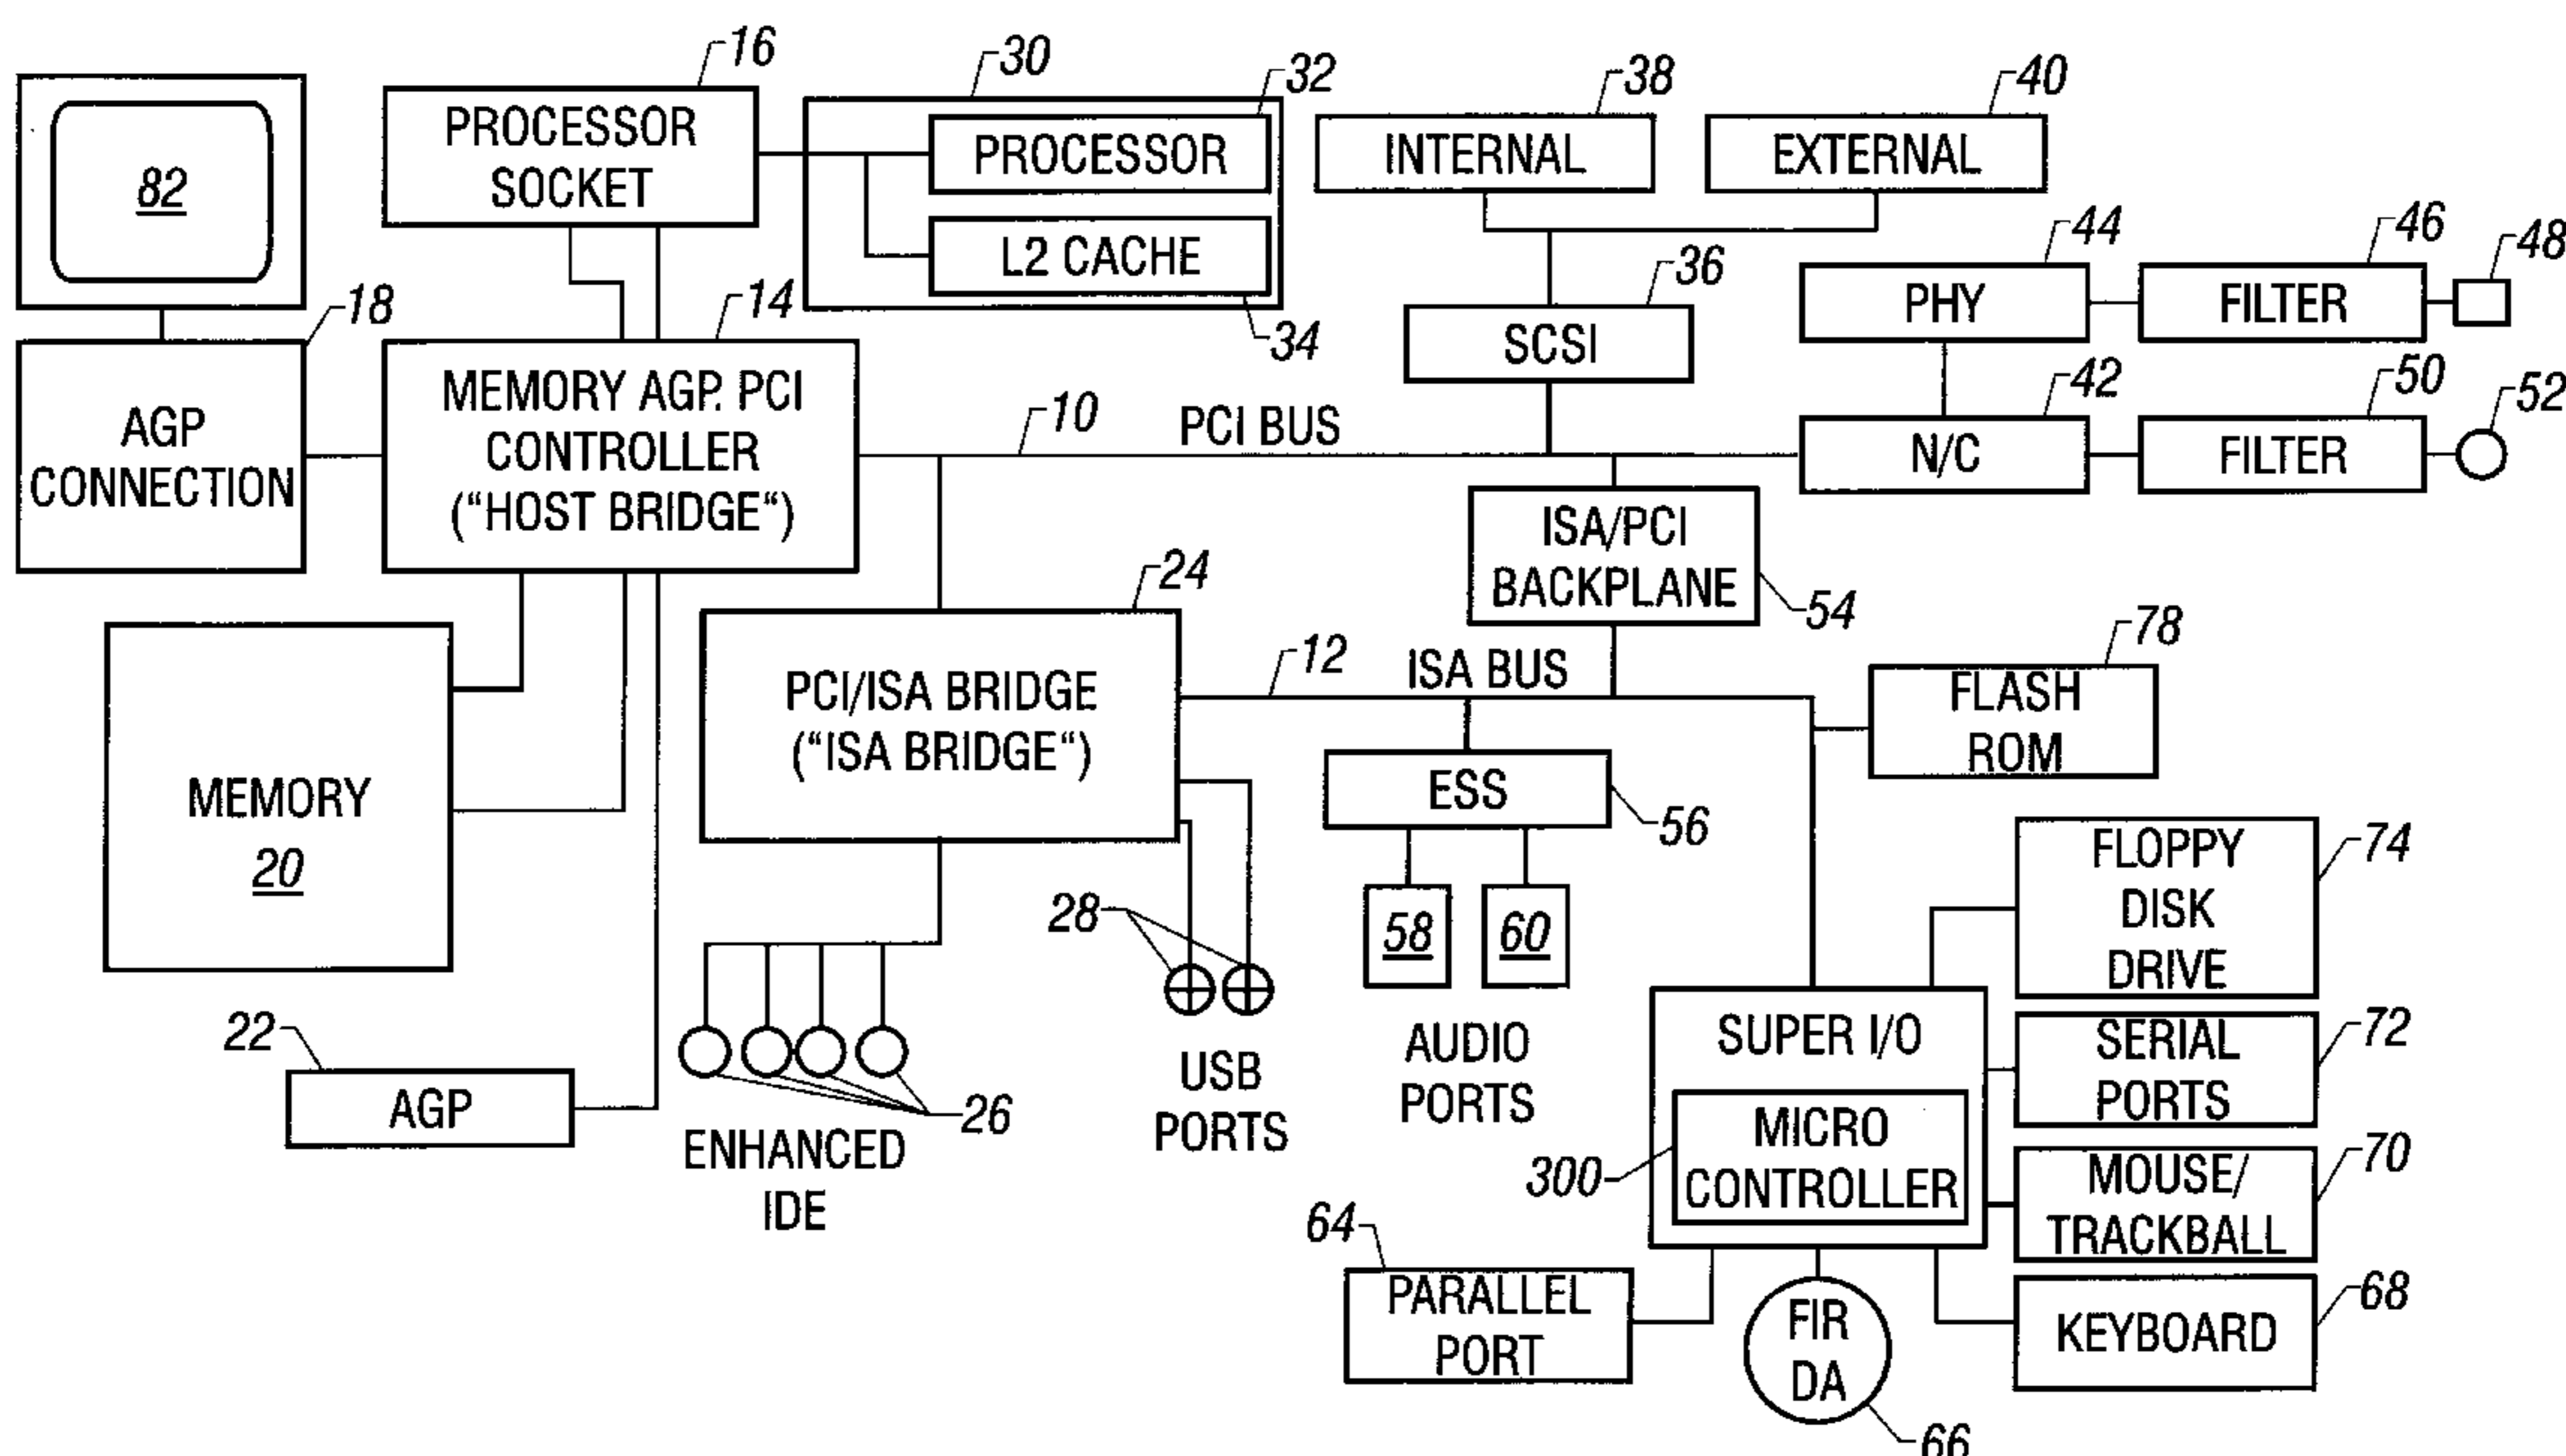 16
30
32
38
40
PROCESSOR
SOCKET
PROCESSOR
L2 CACHE
34
INTERNAL
EXTERNAL
82
18
14
36
44
46
48
SCSI
PHY
FILTER
AGP
CONNECTION
MEMORY AGP. PCI
CONTROLLER
("HOST BRIDGE")
10
PCI BUS
42
50
52
N/C
FILTER
ISA/PCI
BACKPLANE
54
24
PCI/ISA BRIDGE
("ISA BRIDGE")
12
ISA BUS
78
FLASH
ROM
MEMORY
20
ESS
56
58
60
AUDIO
PORTS
28
USB
PORTS
22
AGP
26
ENHANCED
IDE
FLOPPY
DISK
DRIVE
74
SUPER I/O
MICRO
CONTROLLER
300
SERIAL
PORTS
72
MOUSE/
TRACKBALL
70
64
PARALLEL
PORT
FIR
DA
66
KEYBOARD
68